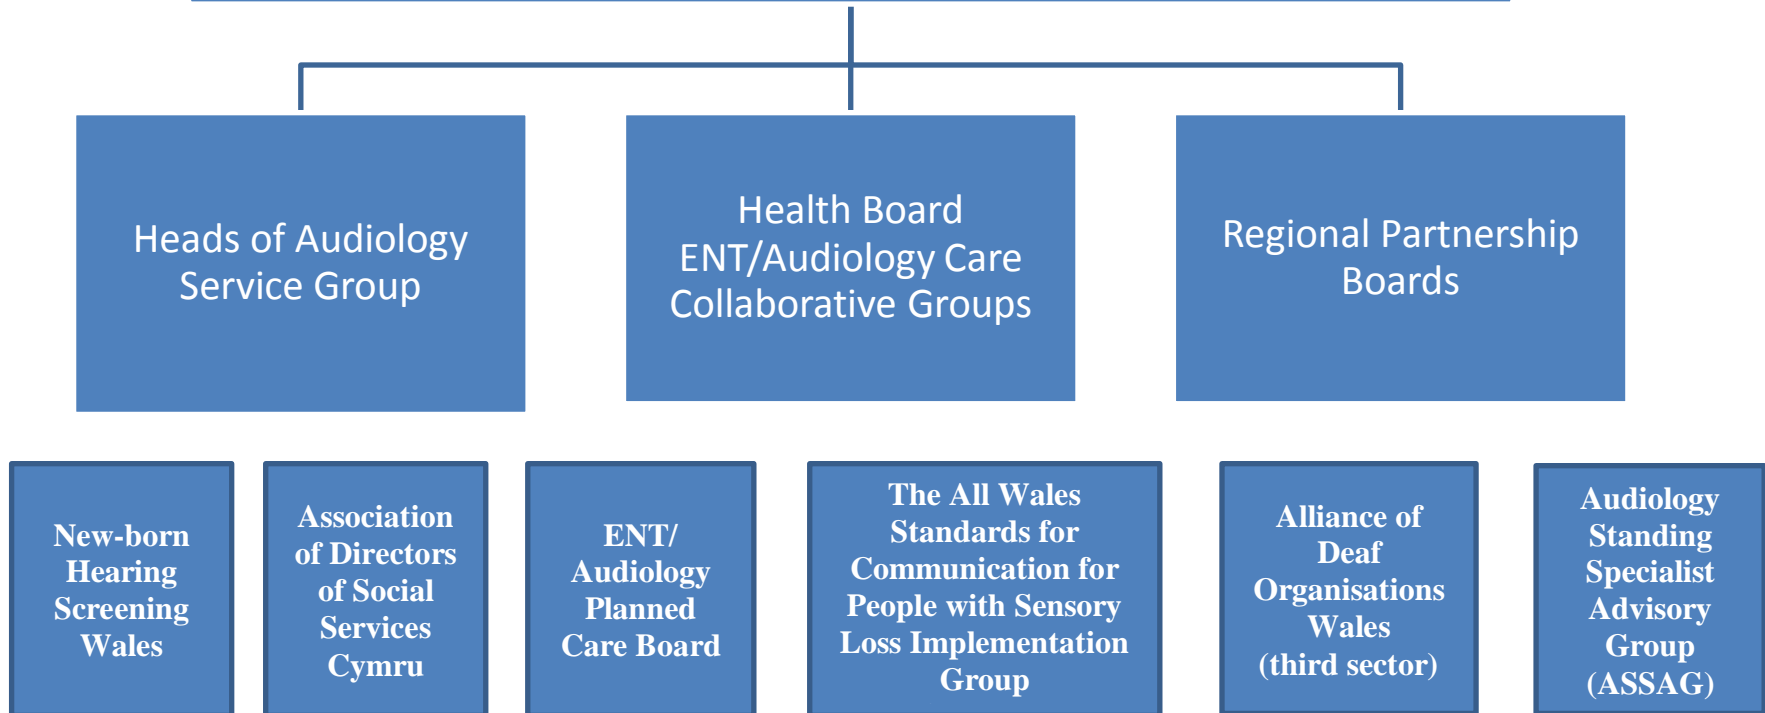 Heads of Audiology
Service Group
Health Board
ENT/Audiology Care
Collaborative Groups
Regional Partnership
Boards
New-born
Hearing
Screening
Wales
Association
of Directors
of Social
Services
Cymru
ENT/
Audiology
Planned
Care Board
The All Wales
Standards for
Communication for
People with Sensory
Loss Implementation
Group
Alliance of
Deaf
Organisations
Wales
(third sector)
Audiology
Standing
Specialist
Advisory
Group
(ASSAG)